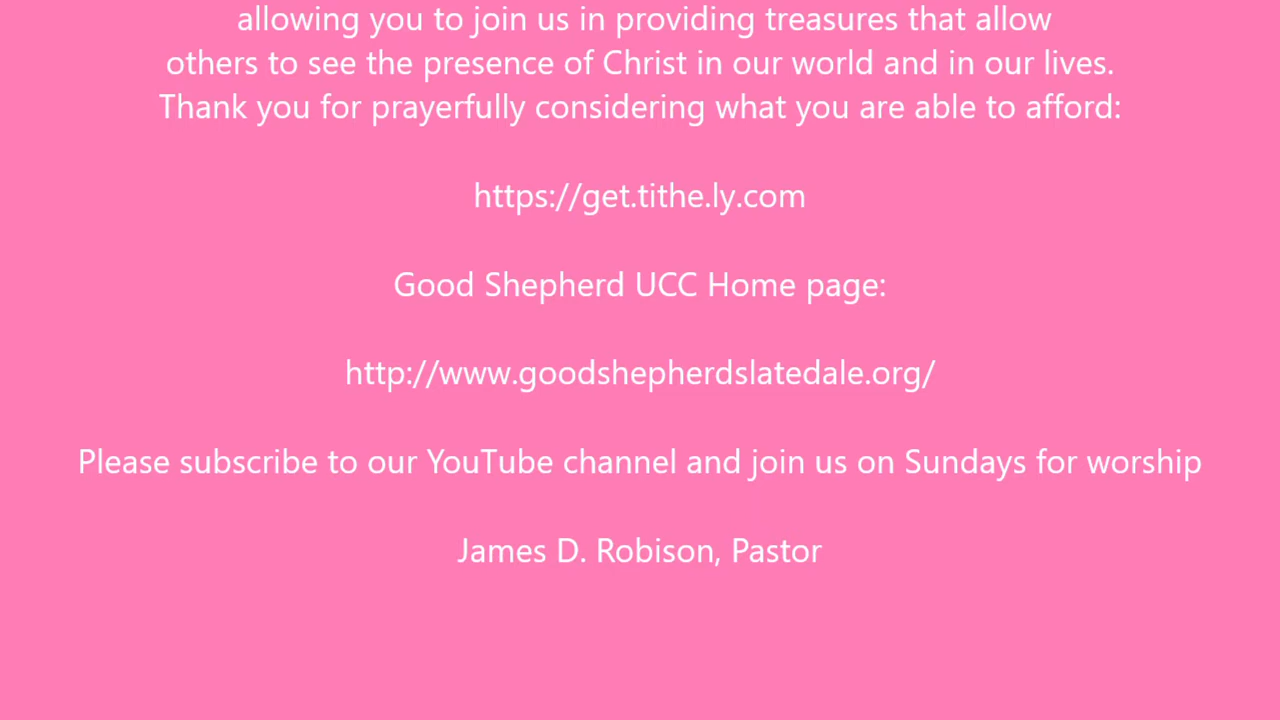 allowing you to join us in providing treasures that allow
others to see the presence of Christ in our world and in our lives.
Thank you for prayerfully considering what you are able to afford:
https://get.tithe.ly.com
Good Shepherd UCC Home page:
http://www.goodshepherdslatedale.org/
Please subscribe to our YouTube channel and join us on Sundays for worship
James D. Robison, Pastor